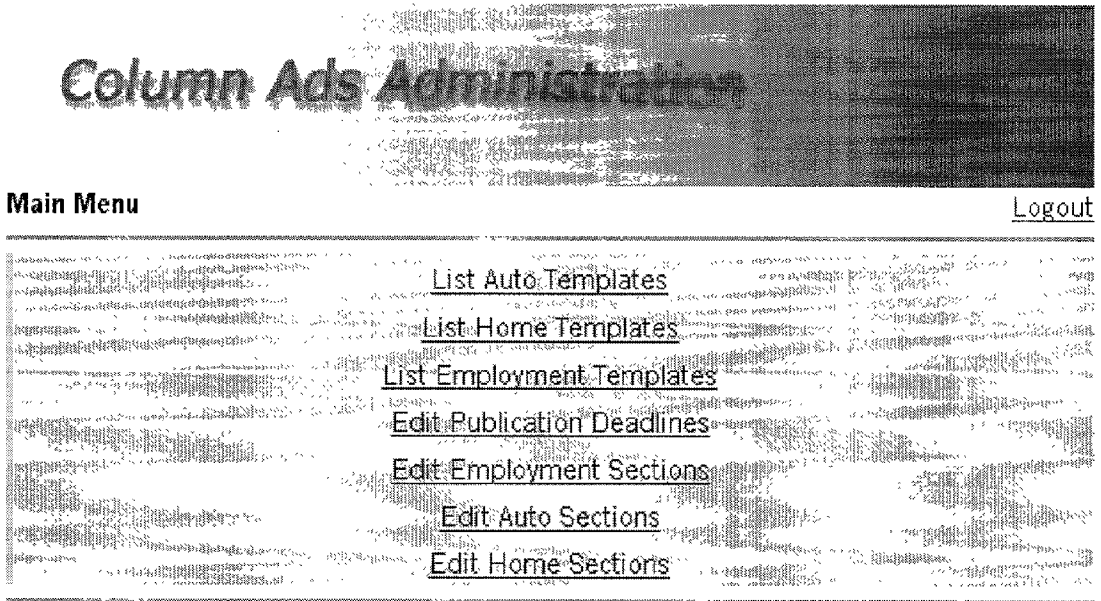 Column Ads Administration
Main Menu
Logout
List Auto Templates
List Home Templates
List Employment Templates
Edit Publication Deadlines
Edit Employment Sections
Edit Auto Sections
Edit Home Sections